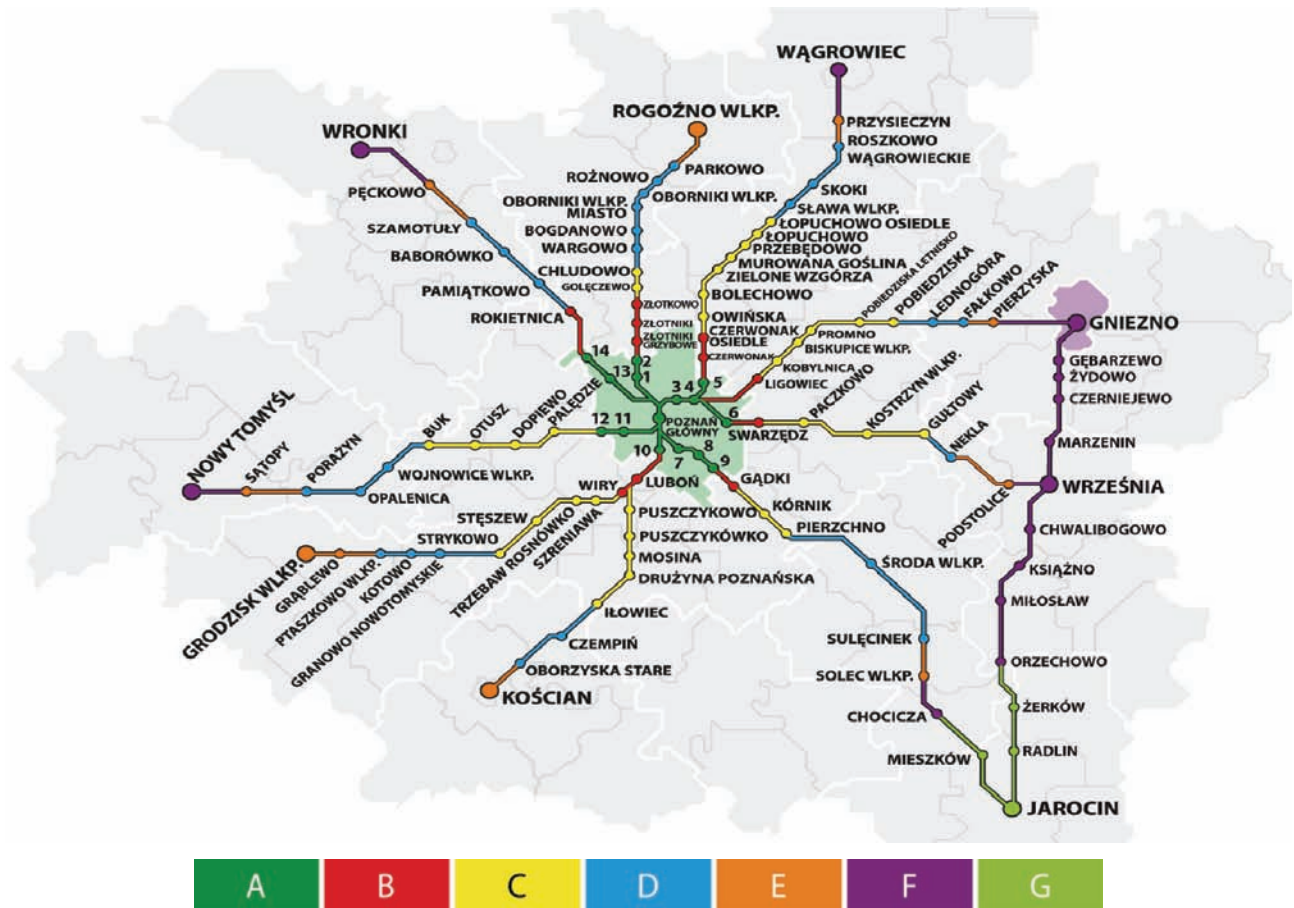 WĄGROWIEC
ROGOŹNO WLKP.
WRONKI
PRZYSIECZYN
ROSZKOWO
WĄGROWIECKIE
PARKOWO
ROŻNOWO
PĘCKOWO
SKOKI
OBORNIKI WLKP.
MIASTO
OBORNIKI WLKP.
SŁAWA WLKP.
SZAMOTUŁY
BOGDANOWO
ŁOPUCHOWO OSIEDLE
ŁOPUCHOWO
WARGOWO
PRZEBĘDOWO
BABORÓWKO
MUROWANA GOŚLINA
CHLUDOWO
ZIELONE WZGÓRZA
GOLĘCZEWO
PAMIĄTKOWO
BOLECHOWO
ZŁOTKOWO
ROKIETNICA
OWIŃSKA
ZŁOTNIKI
CZERWONAK
OSIEDLE
ZŁOTNIKI
GRZYBOWE
CZERWONAK
POBIEDZISKA LETNISKO
POBIEDZISKA
LEDNOGÓRA
FAŁKOWO
PIERZYSKA
GNIEZNO
PROMNO
BISKUPICE WLKP.
KOBYLNICA
LIGOWIEC
14
13
2
1
3
4
5
GĘBARZEWO
ŻYDOWO
CZERNIEJEWO
MARZENIN
WRZEŚNIA
NOWY TOMYŚL
SĄTOPY
PORAŻYN
BUK
OTUSZ
DOPIEWO
PALĘDZIE
12
11
POZNAŃ
GŁÓWNY
6
SWARZĘDZ
PACZKOWO
KOSTRZYN WLKP.
GUŁTOWY
NEKLA
PODSTOLICE
WOJNOWICE WLKP.
OPALENICA
10
7
8
9
LUBOŃ
GĄDKI
KÓRNIK
PIERZCHNO
WIRY
STĘSZEW
STRYKOWO
PUSZCZYKOWO
PUSZCZYKÓWKO
MOSINA
DRUŻYNA POZNAŃSKA
SZRENIAWA
TRZEBAW ROSNÓWKO
GRODZISK WLKP.
GRĄBLEWO
PTASZKOWO WLKP.
KOTOWO
GRANOWO NOWOTOMYSKIE
IŁOWIEC
CZEMPIŃ
OBORZYSKA STARE
KOŚCIAN
CHWALIBOGOWO
ŚRODA WLKP.
KSIĄŻNO
MIŁOSŁAW
SULĘCINEK
ORZECHOWO
SOLEC WLKP.
ŻERKÓW
CHOCICZA
MIESZKÓW
RADLIN
JAROCIN
A B C D E F G